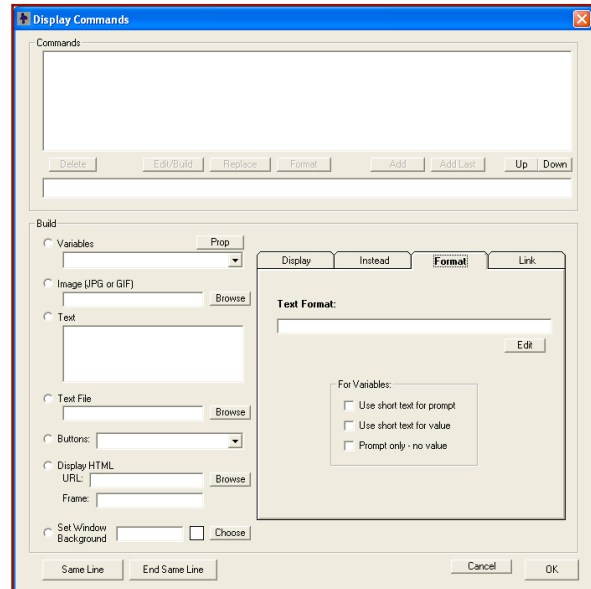 Display Commands
Commands
Delete Edit/Build Replace Format Add Add Last Up Down
Build
Variables Prop
Image (JPG or GIF)
Browse
Text
Text File
Browse
Buttons:
Display HTML
URL: Browse
Frame:
Set Window
Background Choose
Display Instead Format Link
Text Format:
Edit
For Variables:
Use short text for prompt
Use short text for value
Prompt only - no value
Same Line End Same Line Cancel OK